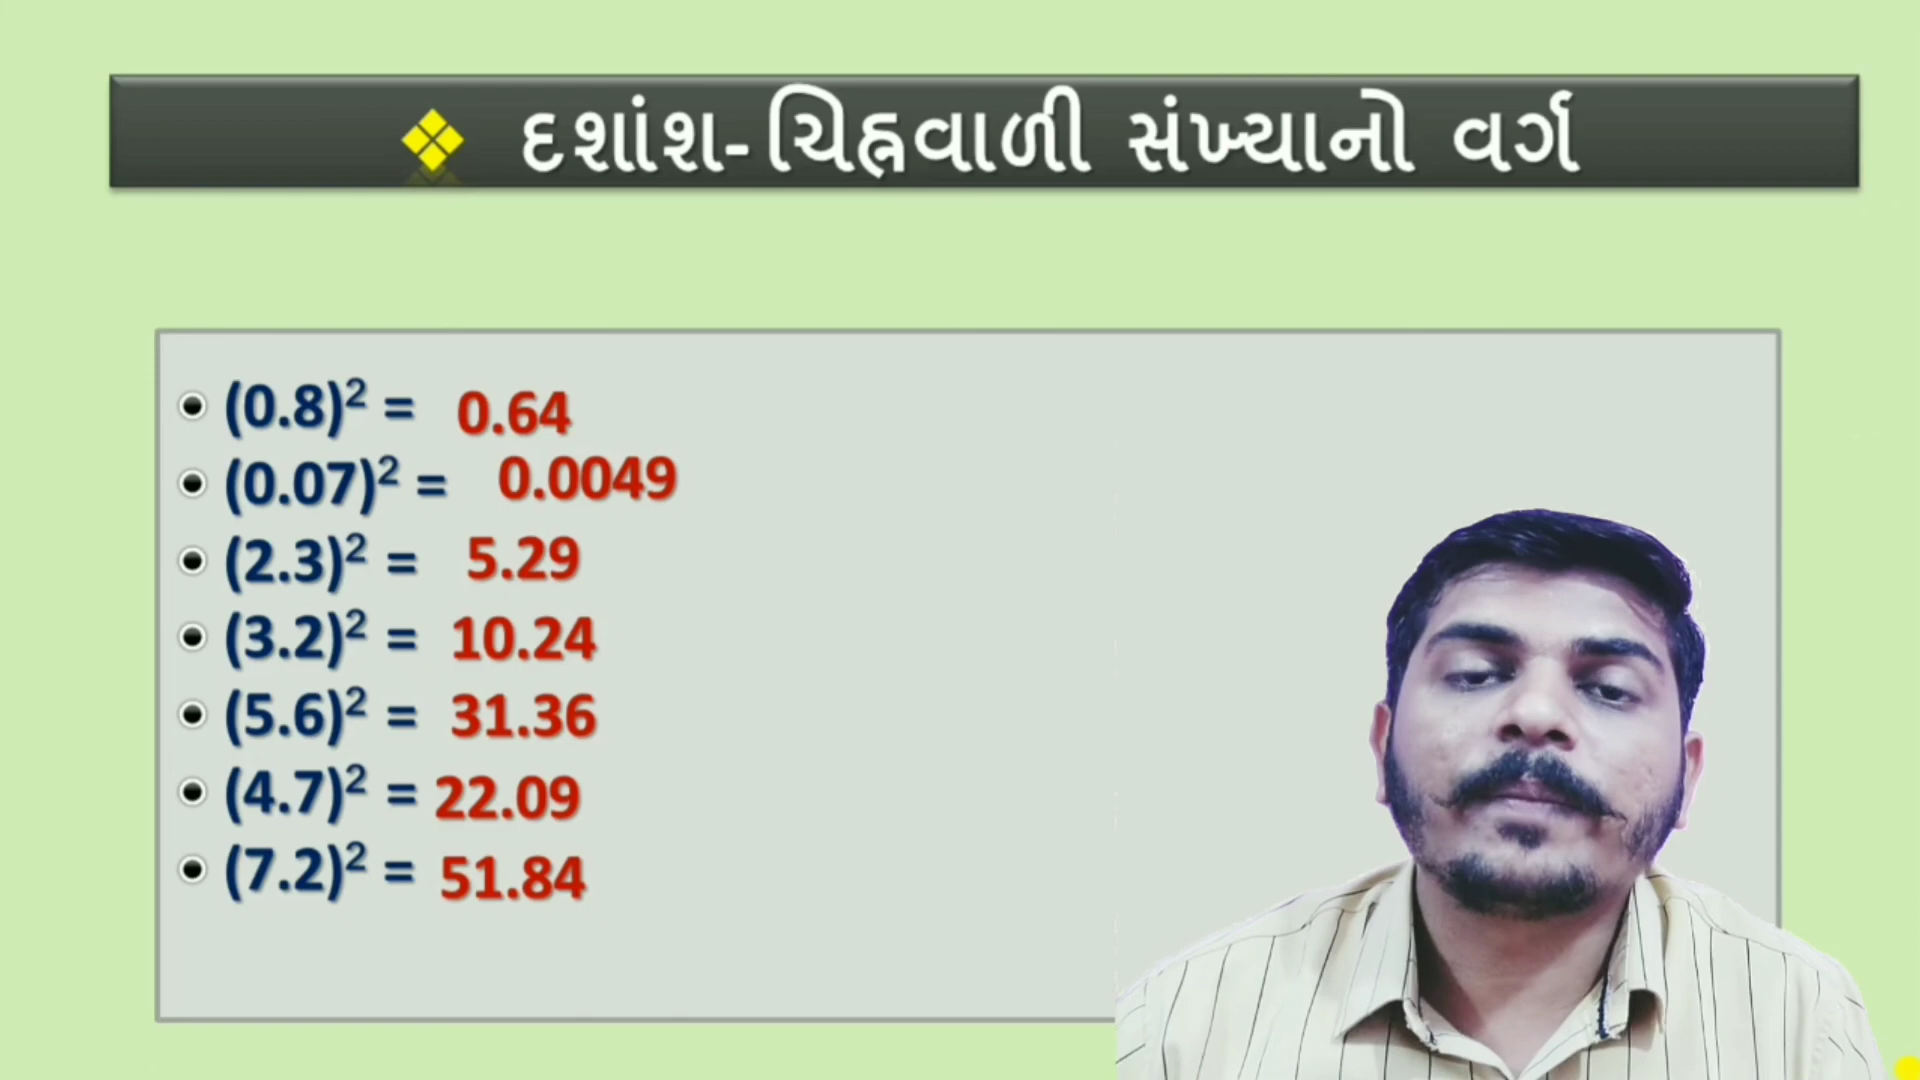 ❖ દશાંશ-ચિહ્નવાળી સંખ્યાનો વર્ગ
(0.8)² = 0.64
(0.07)² = 0.0049
(2.3)² = 5.29
(3.2)² = 10.24
(5.6)² = 31.36
(4.7)² = 22.09
(7.2)² = 51.84